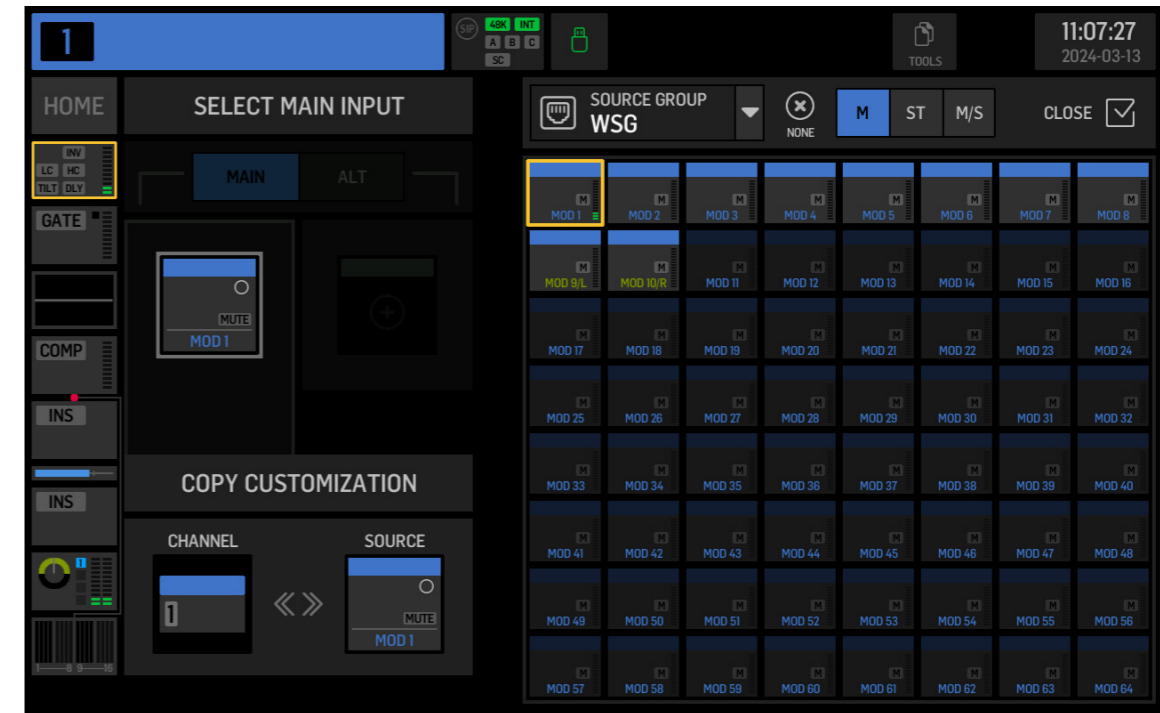 1
SIP
48K INT
A B C
SC
TOOLS
11:07:27
2024-03-13
HOME
SELECT MAIN INPUT
SOURCE GROUP
WSG
NONE
M ST M/S
CLOSE
INV
LC HC
TILT DLY
GATE
COMP
INS
INS
1
1 8 9 16
MAIN ALT
MUTE
MOD 1
COPY CUSTOMIZATION
CHANNEL SOURCE
1
MUTE
MOD 1
M M M M M M M M
MOD 1 MOD 2 MOD 3 MOD 4 MOD 5 MOD 6 MOD 7 MOD 8
M M M M M M M M
MOD 9/L MOD 10/R MOD 11 MOD 12 MOD 13 MOD 14 MOD 15 MOD 16
M M M M M M M M
MOD 17 MOD 18 MOD 19 MOD 20 MOD 21 MOD 22 MOD 23 MOD 24
M M M M M M M M
MOD 25 MOD 26 MOD 27 MOD 28 MOD 29 MOD 30 MOD 31 MOD 32
M M M M M M M M
MOD 33 MOD 34 MOD 35 MOD 36 MOD 37 MOD 38 MOD 39 MOD 40
M M M M M M M M
MOD 41 MOD 42 MOD 43 MOD 44 MOD 45 MOD 46 MOD 47 MOD 48
M M M M M M M M
MOD 49 MOD 50 MOD 51 MOD 52 MOD 53 MOD 54 MOD 55 MOD 56
M M M M M M M M
MOD 57 MOD 58 MOD 59 MOD 60 MOD 61 MOD 62 MOD 63 MOD 64